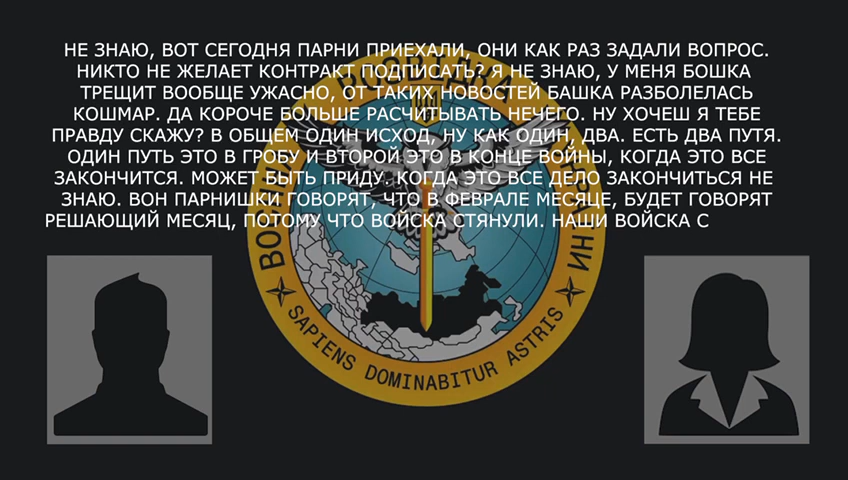 НЕ ЗНАЮ, ВОТ СЕГОДНЯ ПАРНИ ПРИЕХАЛИ, ОНИ КАК РАЗ ЗАДАЛИ ВОПРОС.
НИКТО НЕ ЖЕЛАЕТ КОНТРАКТ ПОДПИСАТЬ? Я НЕ ЗНАЮ, У МЕНЯ БОШКА
ТРЕЩИТ ВООБЩЕ УЖАСНО, ОТ ТАКИХ НОВОСТЕЙ БАШКА РАЗБОЛЕЛАСЬ
КОШМАР. ДА КОРОЧЕ БОЛЬШЕ РАСЧИТЫВАТЬ НЕЧЕГО. НУ ХОЧЕШ Я ТЕБЕ
ПРАВДУ СКАЖУ? В ОБЩЕМ ОДИН ИСХОД, НУ КАК ОДИН, ДВА. ЕСТЬ ДВА ПУТЯ.
ОДИН ПУТЬ ЭТО В ГРОБУ И ВТОРОЙ ЭТО В КОНЦЕ ВОЙНЫ, КОГДА ЭТО ВСЕ
ЗАКОНЧИТСЯ. МОЖЕТ БЫТЬ ПРИДУ, КОГДА ЭТО ВСЕ ДЕЛО ЗАКОНЧИТЬСЯ НЕ
ЗНАЮ. ВОН ПАРНИШКИ ГОВОРЯТ, ЧТО В ФЕВРАЛЕ МЕСЯЦЕ, БУДЕТ ГОВОРЯТ
РЕШАЮЩИЙ МЕСЯЦ, ПОТОМУ ЧТО ВОЙСКА СТЯНУЛИ. НАШИ ВОЙСКА С
SAPIENS DOMINABITUR ASTRIS